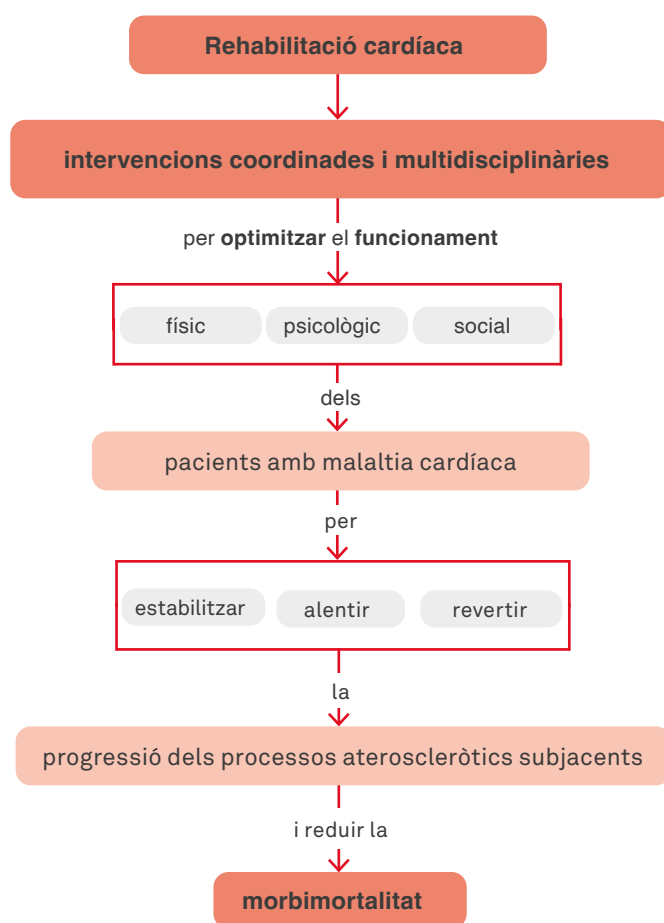 Rehabilitació cardíaca
intervencions coordinades i multidisciplinàries
per optimitzar el funcionament
físic psicològic social
dels
pacients amb malaltia cardíaca
per
estabilitzar alentir revertir
la
progressió dels processos ateroscleròtics subjacents
i reduir la
morbimortalitat